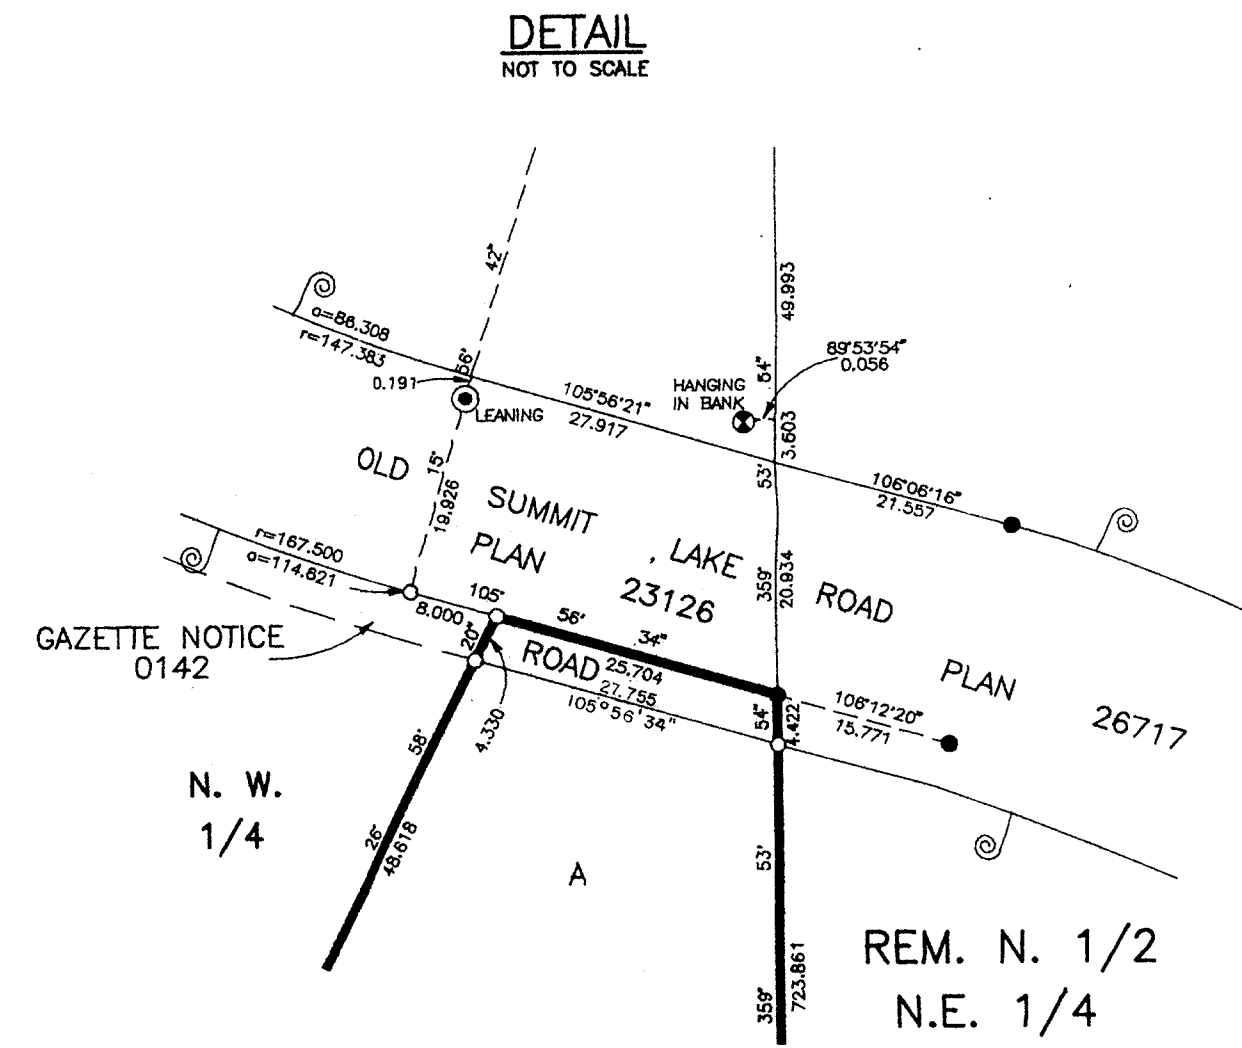 DETAIL
NOT TO SCALE
42"
56'
15'
19.926
a=86.308
r=147.383
0.191
LEANING
105°56'21"
27.917
HANGING
IN BANK
89°53'54"
0.056
49.993
54"
3.603
53'
359°
20.934
106°06'16"
21.557
OLD SUMMIT LAKE ROAD
PLAN 23126
PLAN 26717
r=167.500
a=114.621
8.000
105°
56'
34"
25.704
ROAD
27.755
105°56'34"
GAZETTE NOTICE
0142
20"
4.330
58'
26°
48.618
54"
4.422
106°12'20"
15.771
53'
359°
723.861
N. W.
1/4
A
REM. N. 1/2
N.E. 1/4